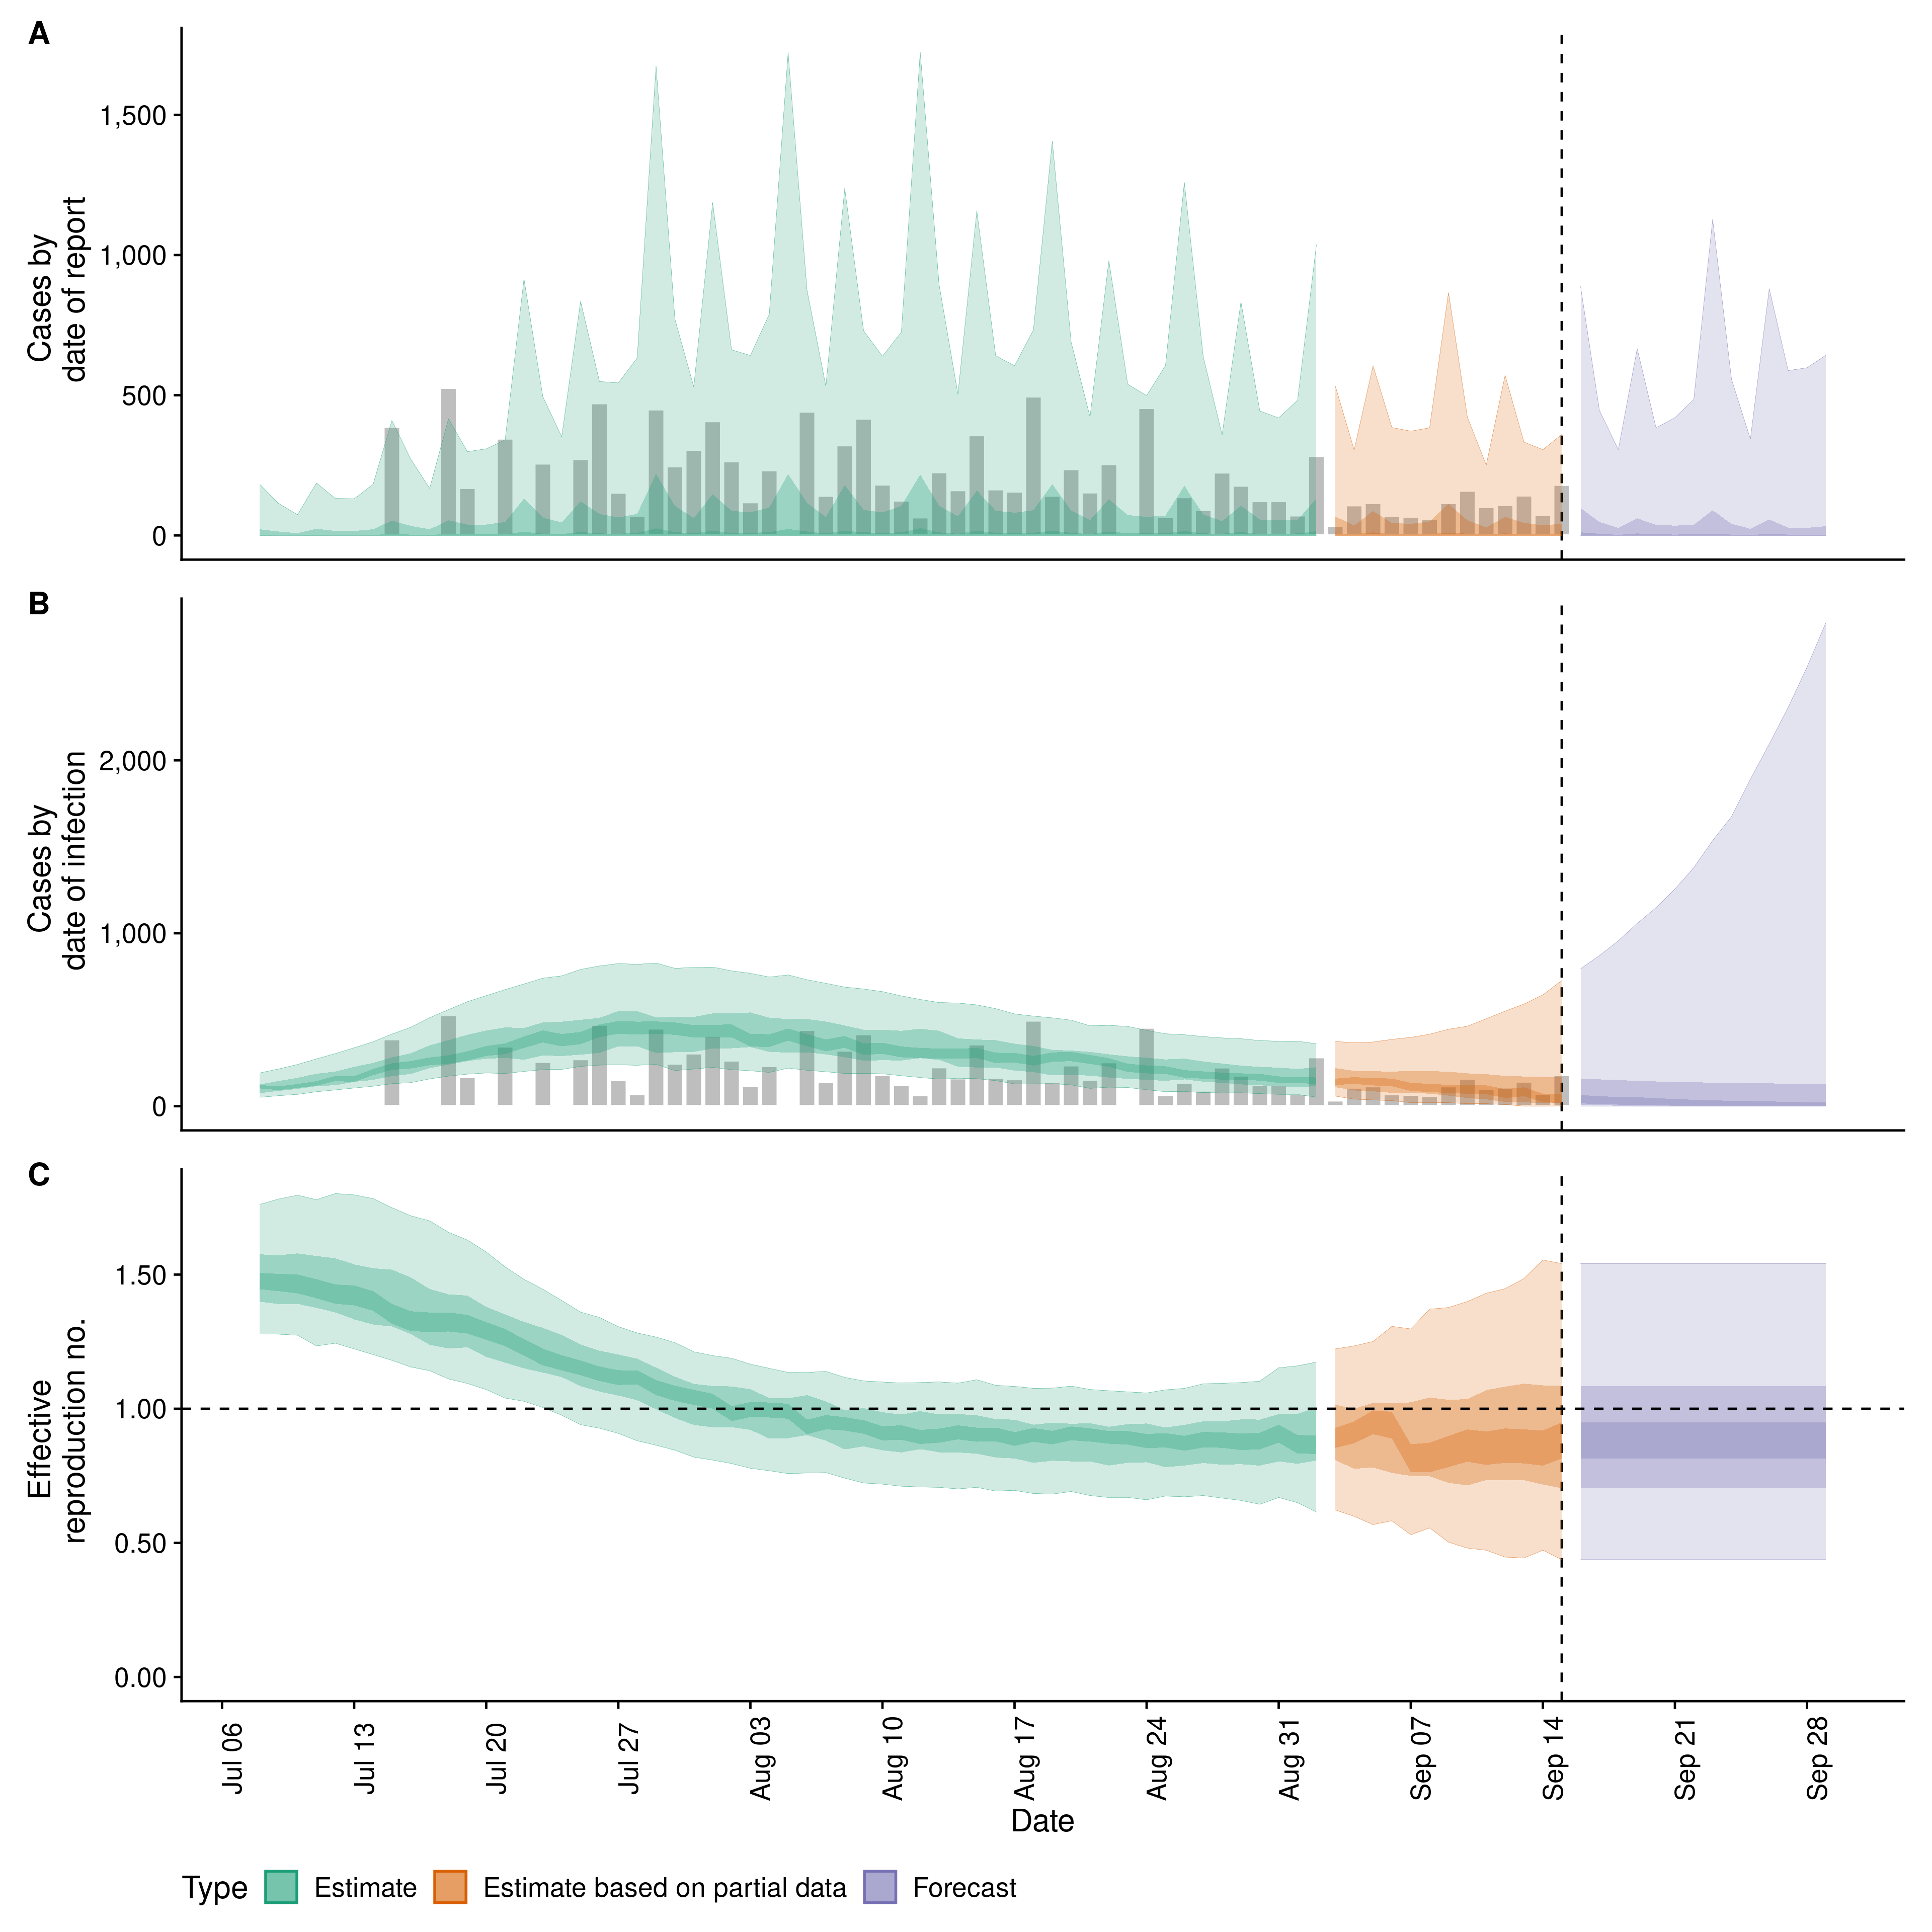 A
Cases by
date of report
1,500
1,000
500
0
B
Cases by
date of infection
2,000
1,000
0
C
Effective
reproduction no.
1.50
1.00
0.50
0.00
Jul 06
Jul 13
Jul 20
Jul 27
Aug 03
Aug 10
Aug 17
Aug 24
Aug 31
Sep 07
Sep 14
Sep 21
Sep 28
Date
Type Estimate Estimate based on partial data Forecast